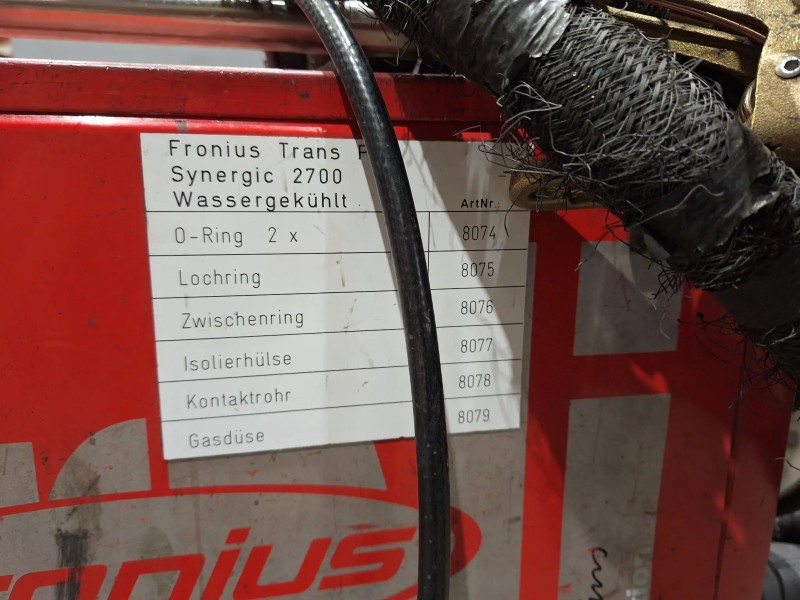 Fronius Trans
Synergic 2700
Wassergekühlt ArtNr.:
O-Ring 2 x 8074
Lochring 8075
Zwischenring 8076
Isolierhülse 8077
Kontaktrohr 8078
Gasdüse 8079
ronius